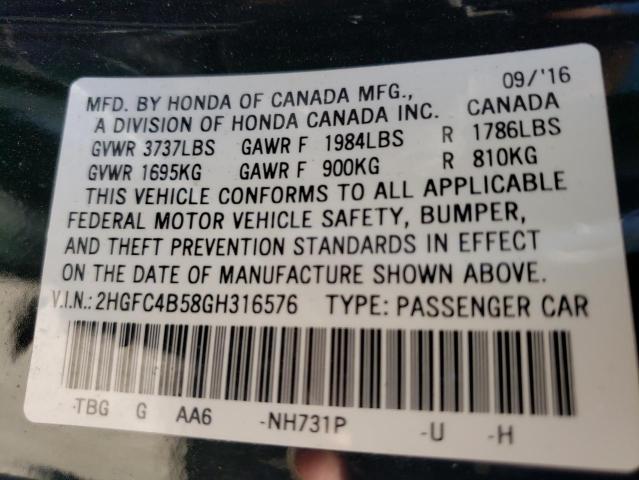 09/'16
MFD. BY HONDA OF CANADA MFG., CANADA
A DIVISION OF HONDA CANADA INC.
GVWR 3737LBS GAWR F 1984LBS R 1786LBS
GVWR 1695KG GAWR F 900KG R 810KG
THIS VEHICLE CONFORMS TO ALL APPLICABLE
FEDERAL MOTOR VEHICLE SAFETY, BUMPER,
AND THEFT PREVENTION STANDARDS IN EFFECT
ON THE DATE OF MANUFACTURE SHOWN ABOVE.
V.I.N.: 2HGFC4B58GH316576 TYPE: PASSENGER CAR
-TBG G AA6 -NH731P -U -H